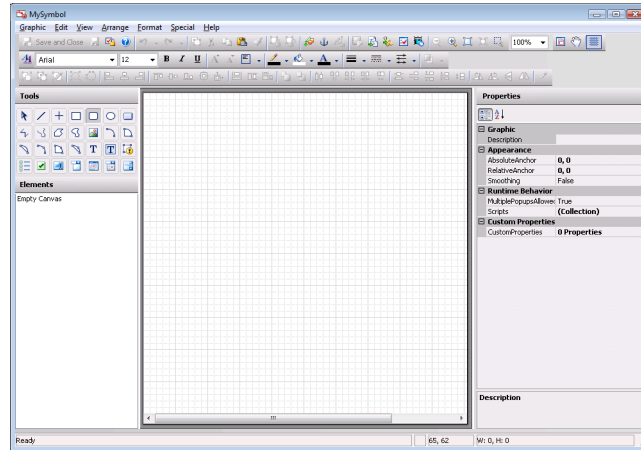 MySymbol
Graphic Edit View Arrange Format Special Help
Save and Close 100%
Arial 12 B I U A A A
Tools
T T
Elements
Empty Canvas
Properties
Graphic
Description
Appearance
AbsoluteAnchor 0, 0
RelativeAnchor 0, 0
Smoothing False
Runtime Behavior
MultiplePopupsAllowe True
Scripts (Collection)
Custom Properties
CustomProperties 0 Properties
Description
Ready 65, 62 W: 0, H: 0